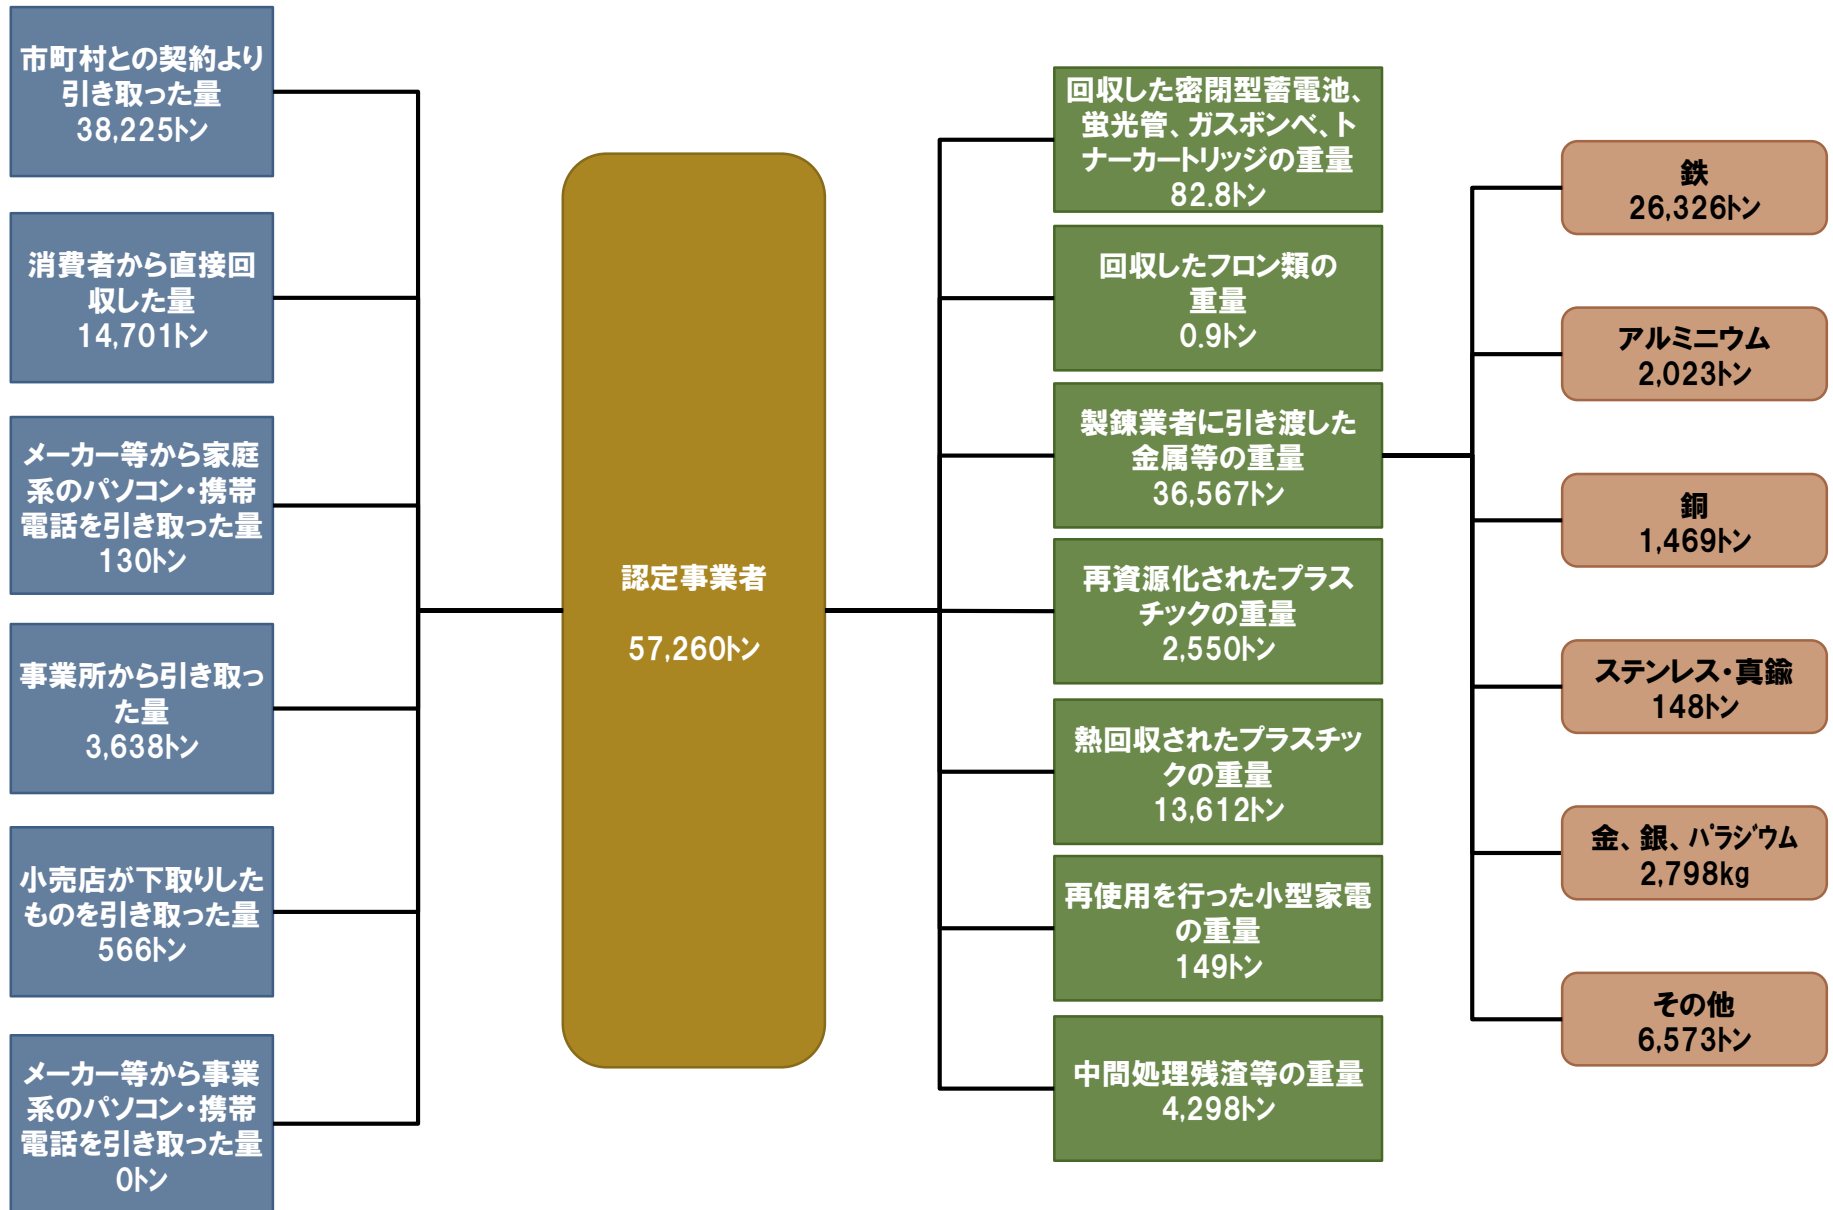 市町村との契約より
引き取った量
38,225トン
消費者から直接回
収した量
14,701トン
メーカー等から家庭
系のパソコン・携帯
電話を引き取った量
130トン
事業所から引き取っ
た量
3,638トン
小売店が下取りした
ものを引き取った量
566トン
メーカー等から事業
系のパソコン・携帯
電話を引き取った量
0トン
認定事業者
57,260トン
回収した密閉型蓄電池、
蛍光管、ガスボンベ、ト
ナーカートリッジの重量
82.8トン
回収したフロン類の
重量
0.9トン
製錬業者に引き渡した
金属等の重量
36,567トン
再資源化されたプラス
チックの重量
2,550トン
熱回収されたプラスチッ
クの重量
13,612トン
再使用を行った小型家電
の重量
149トン
中間処理残渣等の重量
4,298トン
鉄
26,326トン
アルミニウム
2,023トン
銅
1,469トン
ステンレス・真鍮
148トン
金、銀、パラジウム
2,798kg
その他
6,573トン